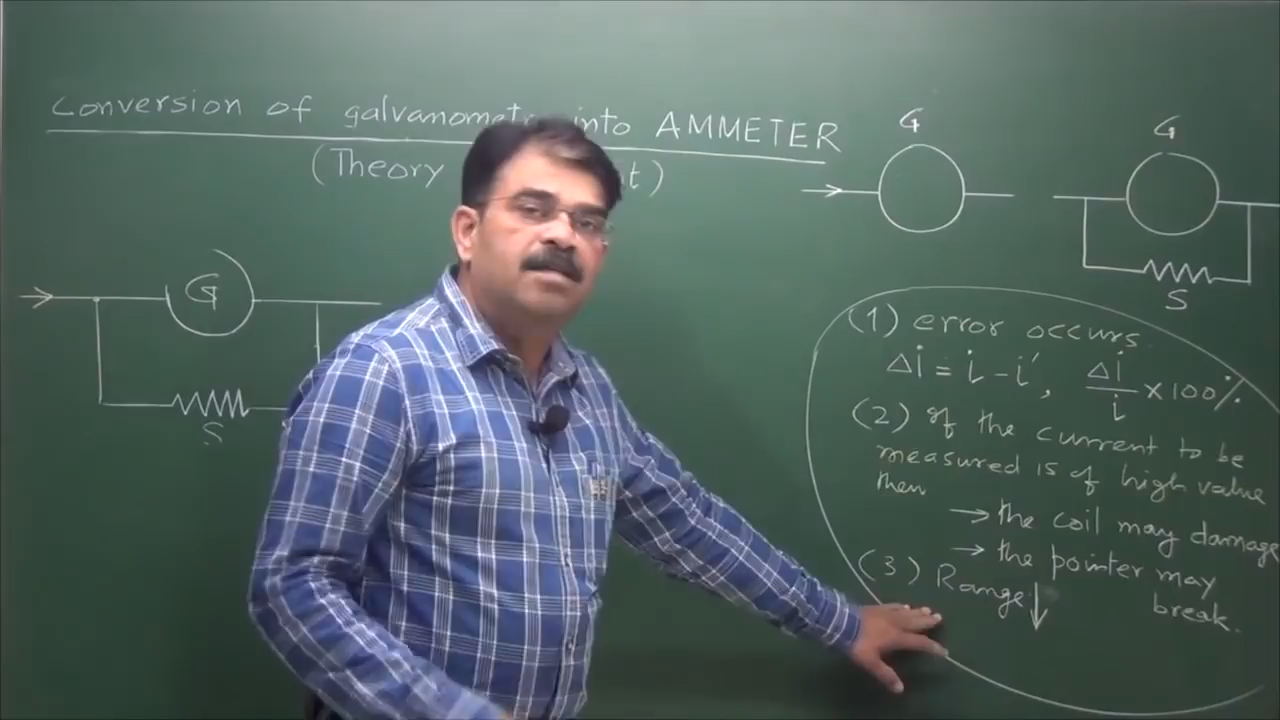 Conversion of galvanomet into AMMETER
(Theory t)
G
G
S
G
S
(1) error occurs
Δi = i - i′, Δi/i × 100%
(2) If the current to be
measured is of high value
then
→ the coil may damage
→ the pointer may
break.
(3) Range ↓